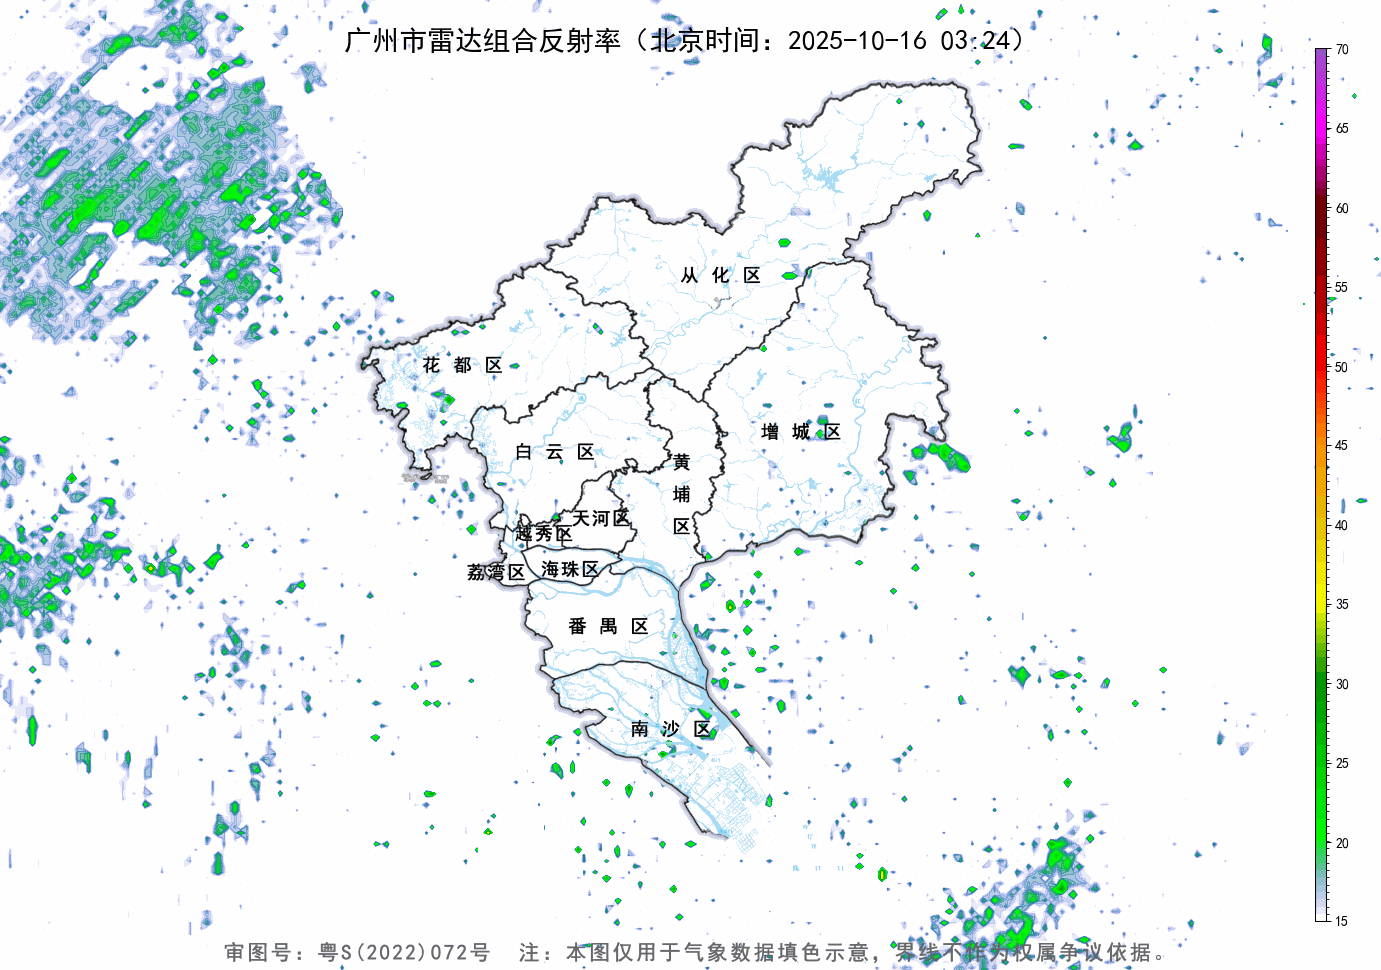 广州市雷达组合反射率（北京时间：2025-10-16 03:24）
70
65
60
55
50
45
40
35
30
25
20
15
从化区
花都区
增城区
白云区
黄埔区
天河区
越秀区
荔湾区
海珠区
番禺区
南沙区
审图号：粤S(2022)072号 注：本图仅用于气象数据填色示意，界线不作为权属争议依据。